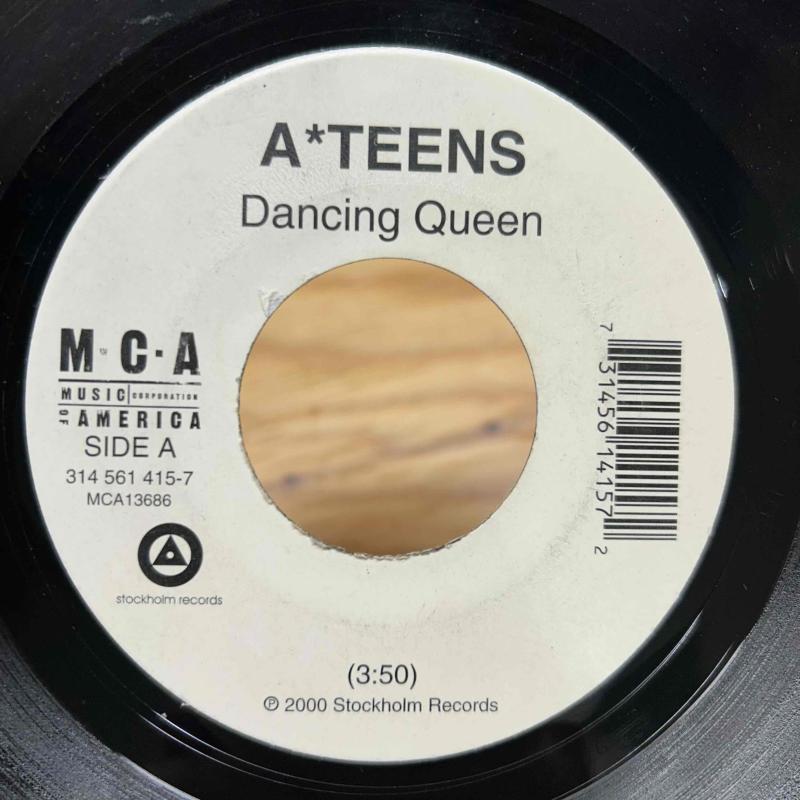 A*TEENS
Dancing Queen
M·C·A
MUSIC CORPORATION
OF AMERICA
SIDE A
314 561 415-7
MCA13686
stockholm records
7 31456 14157 2
(3:50)
℗ 2000 Stockholm Records